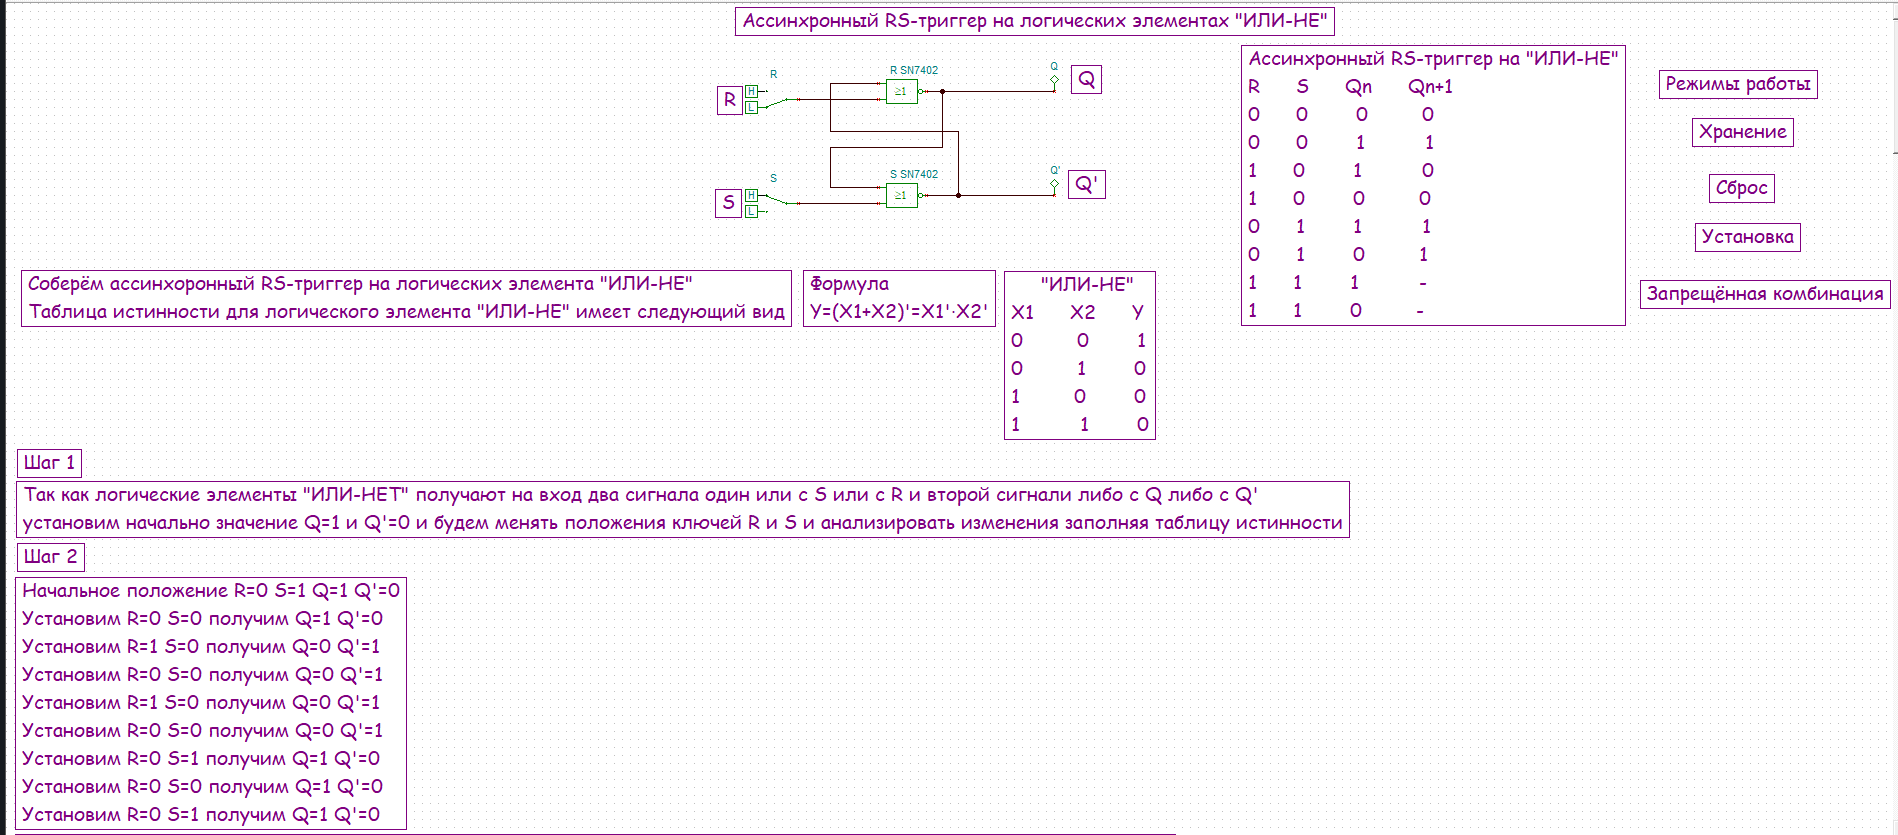 Ассинхронный RS-триггер на логических элементах "ИЛИ-НЕ"
R
R
H
L
R SN7402
≥1
Q
Q
S
S
H
L
S SN7402
≥1
Q'
Q'
Ассинхронный RS-триггер на "ИЛИ-НЕ"
R S Qn Qn+1
0 0 0 0
0 0 1 1
1 0 1 0
1 0 0 0
0 1 1 1
0 1 0 1
1 1 1 -
1 1 0 -
Режимы работы
Хранение
Сброс
Установка
Запрещённая комбинация
Соберём ассинхоронный RS-триггер на логических элемента "ИЛИ-НЕ"
Таблица истинности для логического элемента "ИЛИ-НЕ" имеет следующий вид
Формула
Y=(X1+X2)'=X1'·X2'
"ИЛИ-НЕ"
X1 X2 Y
0 0 1
0 1 0
1 0 0
1 1 0
Шаг 1
Так как логические элементы "ИЛИ-НЕТ" получают на вход два сигнала один или с S или с R и второй сигнали либо с Q либо с Q'
установим начально значение Q=1 и Q'=0 и будем менять положения ключей R и S и анализировать изменения заполняя таблицу истинности
Шаг 2
Начальное положение R=0 S=1 Q=1 Q'=0
Установим R=0 S=0 получим Q=1 Q'=0
Установим R=1 S=0 получим Q=0 Q'=1
Установим R=0 S=0 получим Q=0 Q'=1
Установим R=1 S=0 получим Q=0 Q'=1
Установим R=0 S=0 получим Q=0 Q'=1
Установим R=0 S=1 получим Q=1 Q'=0
Установим R=0 S=0 получим Q=1 Q'=0
Установим R=0 S=1 получим Q=1 Q'=0